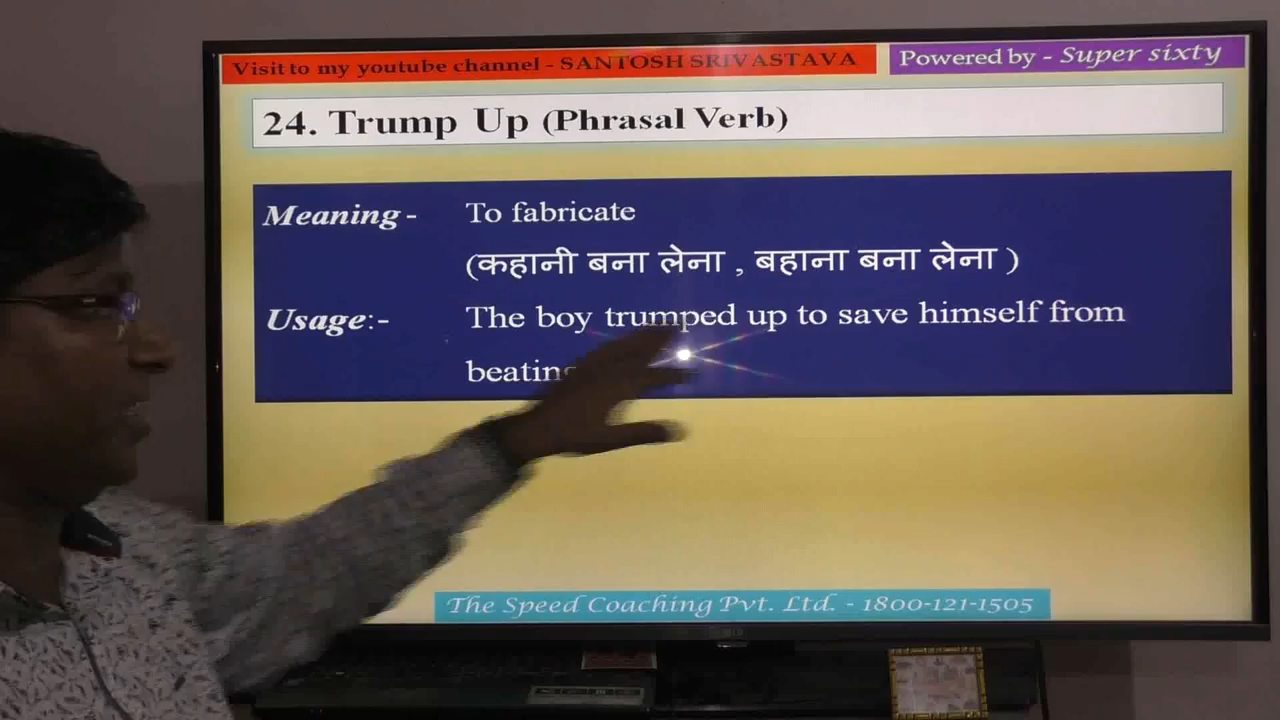 Visit to my youtube channel - SANTOSH SRIVASTAVA
Powered by - Super sixty
24. Trump Up (Phrasal Verb)
Meaning - To fabricate
(कहानी बना लेना , बहाना बना लेना )
Usage:- The boy trumped up to save himself from
beating
The Speed Coaching Pvt. Ltd. - 1800-121-1505